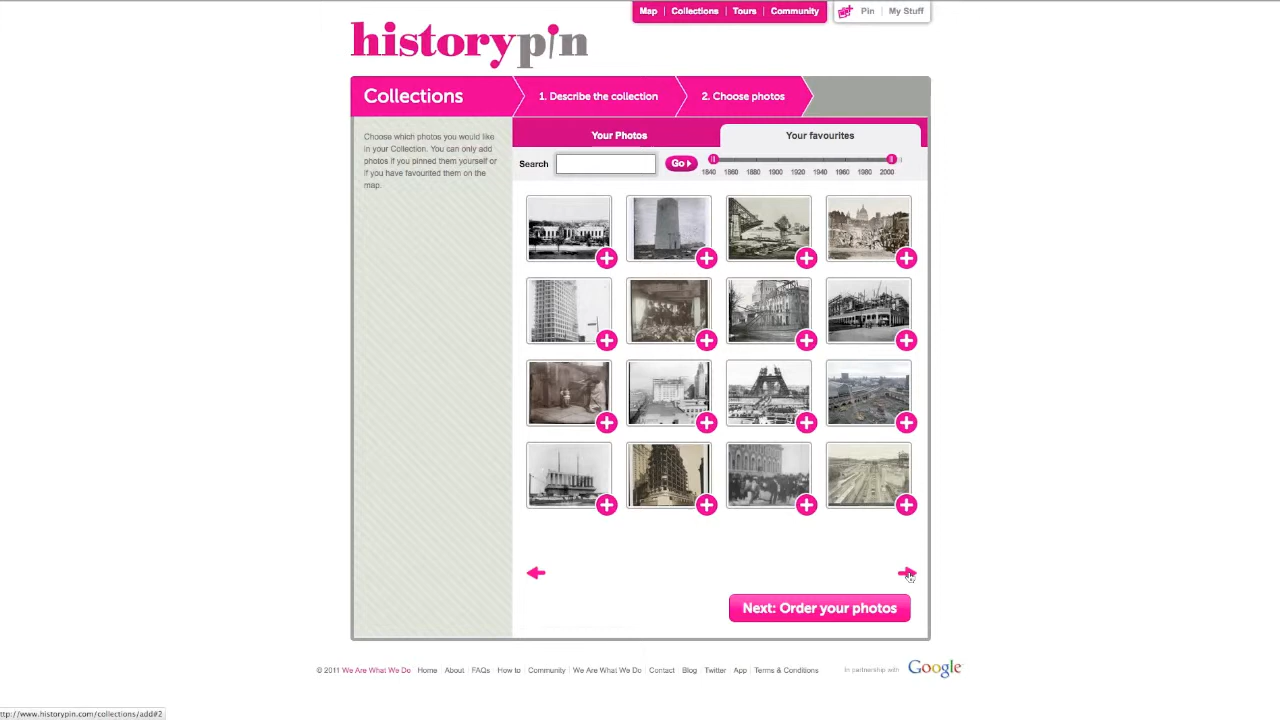 Map | Collections | Tours | Community
Pin | My Stuff
historypin
Collections
1. Describe the collection
2. Choose photos
Choose which photos you would like
in your Collection. You can only add
photos if you pinned them yourself or
if you have favourited them on the
map.
Your Photos
Your favourites
Search
Go
1840 1860 1880 1900 1920 1940 1960 1980 2000
Next: Order your photos
© 2011 We Are What We Do Home About FAQs How to Community We Are What We Do Contact Blog Twitter App Terms & Conditions
In partnership with Google
ttp://www.historypin.com/collections/add#2